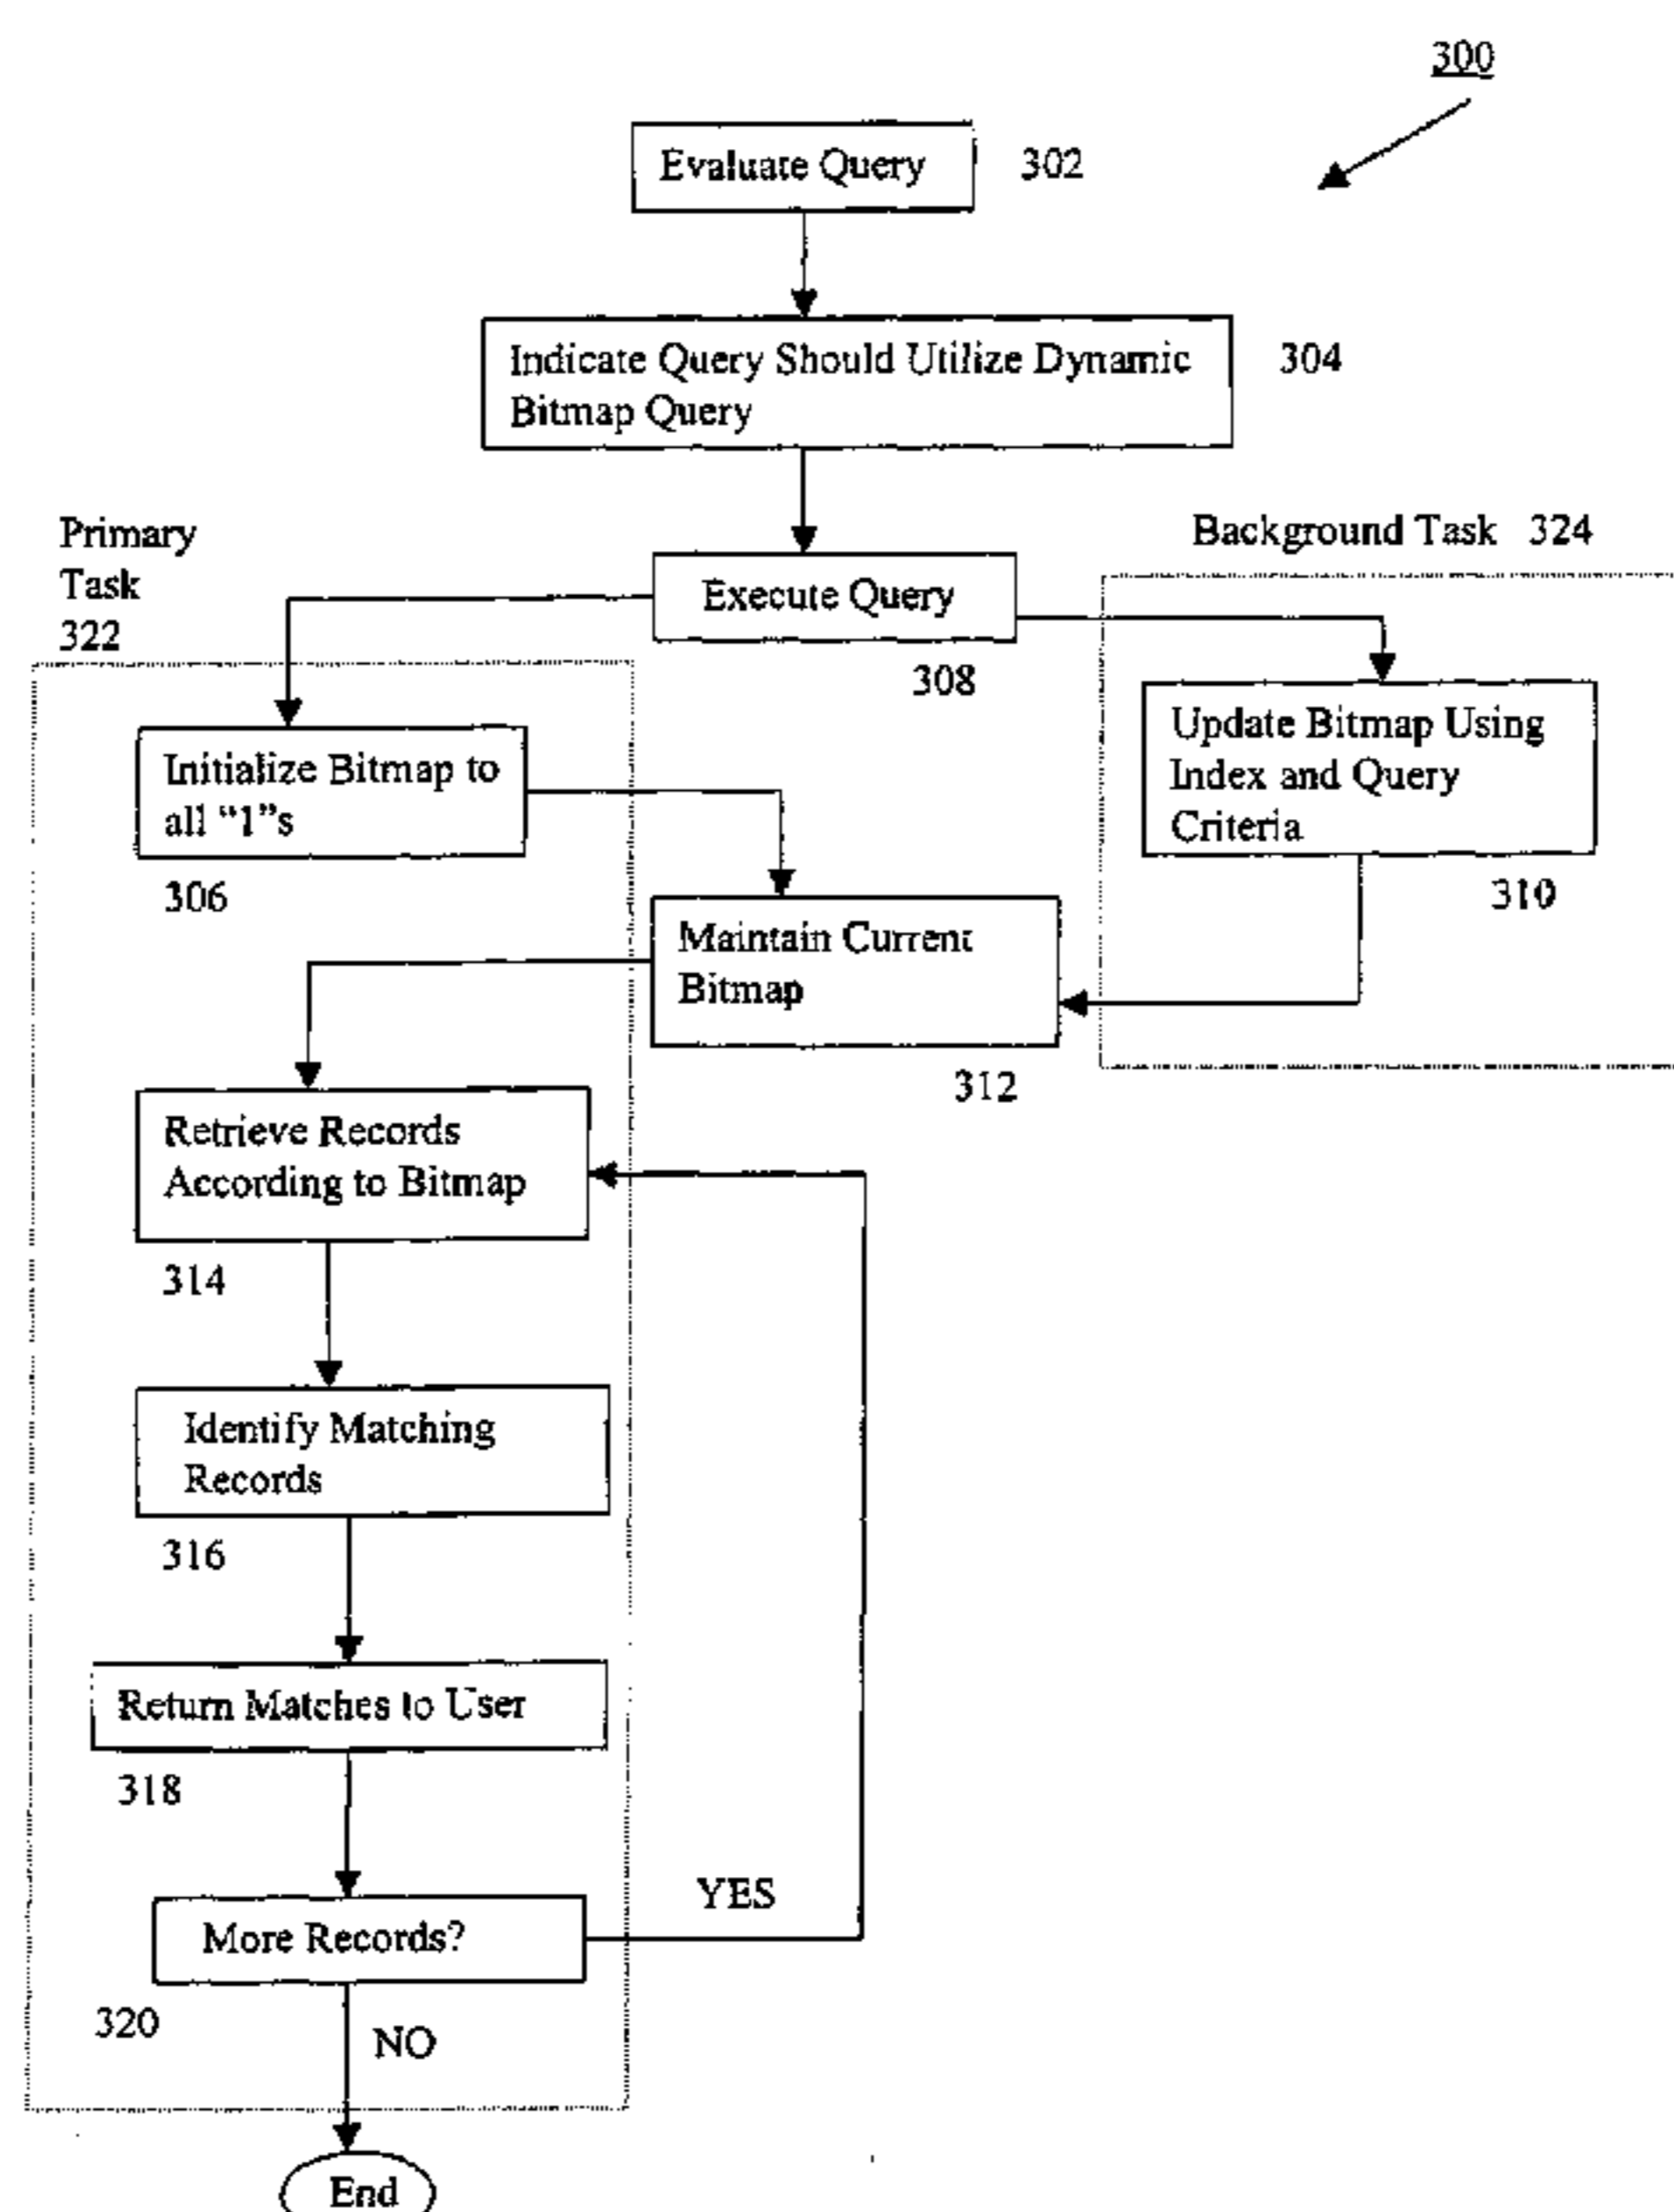 300
Evaluate Query
302
Indicate Query Should Utilize Dynamic
Bitmap Query
304
Primary
Task
322
Background Task 324
Execute Query
308
Initialize Bitmap to
all “1”s
306
Update Bitmap Using
Index and Query
Criteria
310
Maintain Current
Bitmap
312
Retrieve Records
According to Bitmap
314
Identify Matching
Records
316
Return Matches to User
318
More Records?
YES
320
NO
End